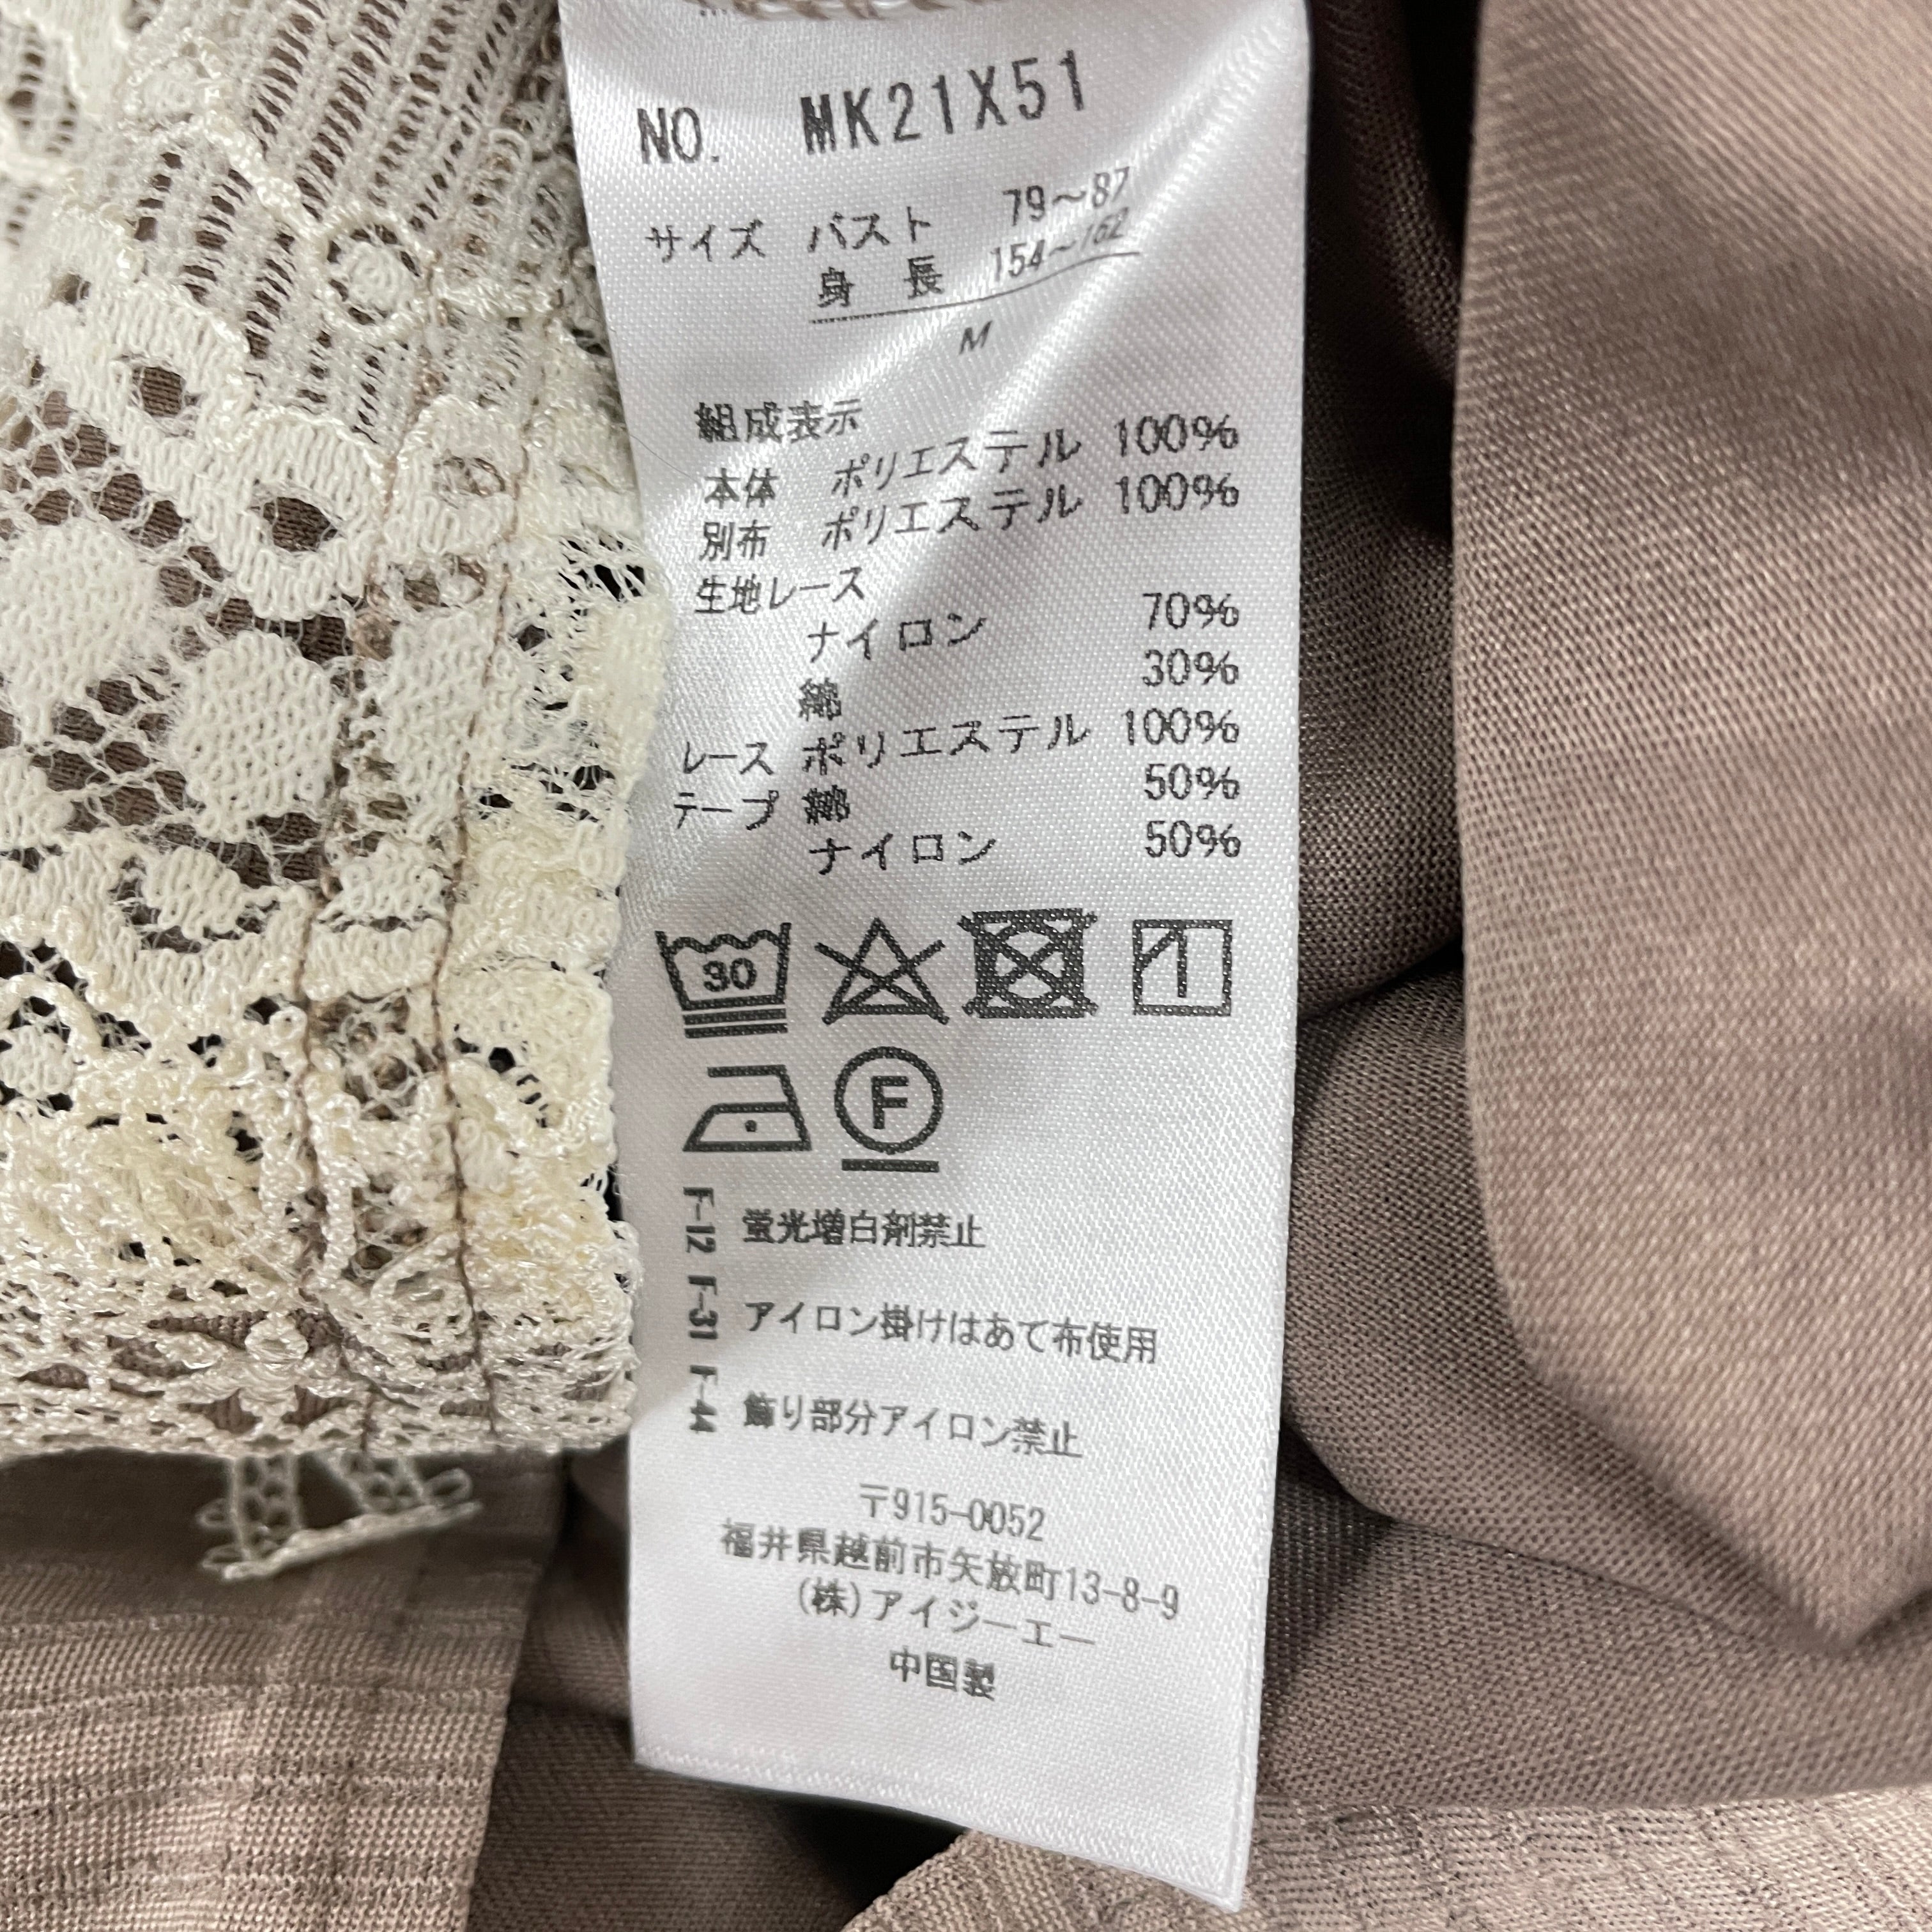 NO. MK21X51
サイズ バスト 79~87
身長 154~162
M
組成表示
本体 ポリエステル 100%
別布 ポリエステル 100%
生地レース
ナイロン 70%
綿 30%
レース ポリエステル 100%
テープ 綿 50%
ナイロン 50%
30
F
F-12 蛍光増白剤禁止
F-31 アイロン掛けはあて布使用
F-44 飾り部分アイロン禁止
〒915-0052
福井県越前市矢放町13-8-9
(株)アイジーエー
中国製